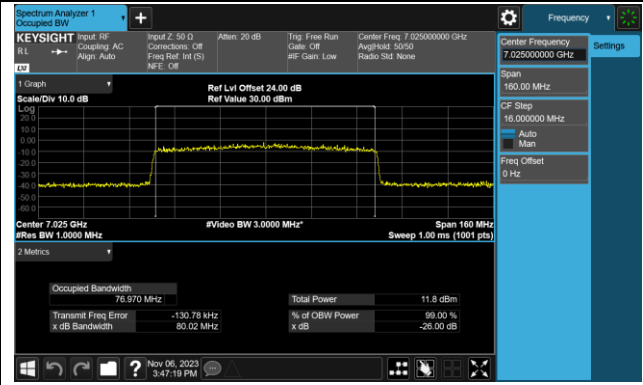 Spectrum Analyzer 1
Occupied BW
Frequency
KEYSIGHT
RL
LXI
Input: RF
Coupling: AC
Align: Auto
Input Z: 50 Ω
Corrections: Off
Freq Ref: Int (S)
NFE: Off
Atten: 20 dB
Trig: Free Run
Gate: Off
#IF Gain: Low
Center Freq: 7.025000000 GHz
Avg|Hold: 50/50
Radio Std: None
Center Frequency
7.025000000 GHz
Settings
Span
160.00 MHz
CF Step
16.000000 MHz
Auto
Man
Freq Offset
0 Hz
1 Graph
Scale/Div 10.0 dB
Ref Lvl Offset 24.00 dB
Ref Value 30.00 dBm
Log
20.0
10.0
0.00
-10.0
-20.0
-30.0
-40.0
-50.0
-60.0
Center 7.025 GHz
#Video BW 3.0000 MHz*
Span 160 MHz
#Res BW 1.0000 MHz
Sweep 1.00 ms (1001 pts)
2 Metrics
Occupied Bandwidth
76.970 MHz
Total Power 11.8 dBm
Transmit Freq Error -130.78 kHz
% of OBW Power 99.00 %
x dB Bandwidth 80.02 MHz
x dB -26.00 dB
?
Nov 06, 2023
3:47:19 PM